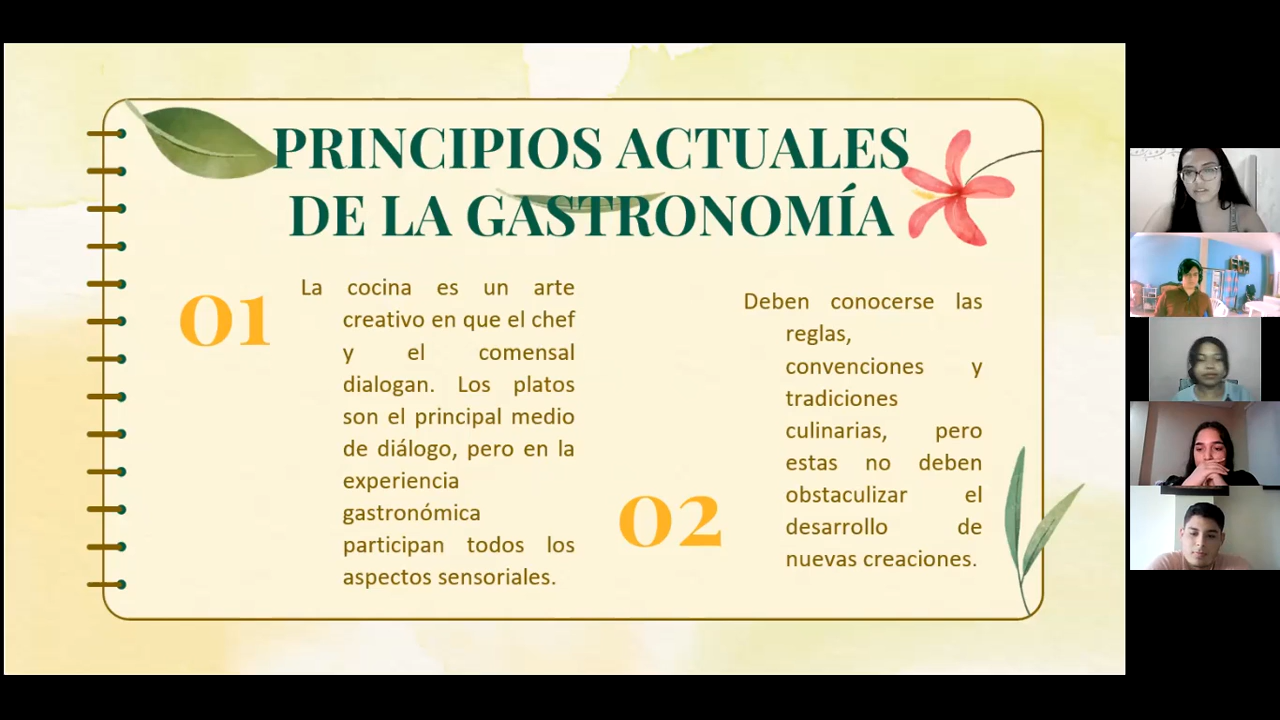 PRINCIPIOS ACTUALES
DE LA GASTRONOMÍA
01
La cocina es un arte
creativo en que el chef
y el comensal
dialogan. Los platos
son el principal medio
de diálogo, pero en la
experiencia
gastronómica
participan todos los
aspectos sensoriales.
02
Deben conocerse las
reglas,
convenciones y
tradiciones
culinarias, pero
estas no deben
obstaculizar el
desarrollo de
nuevas creaciones.